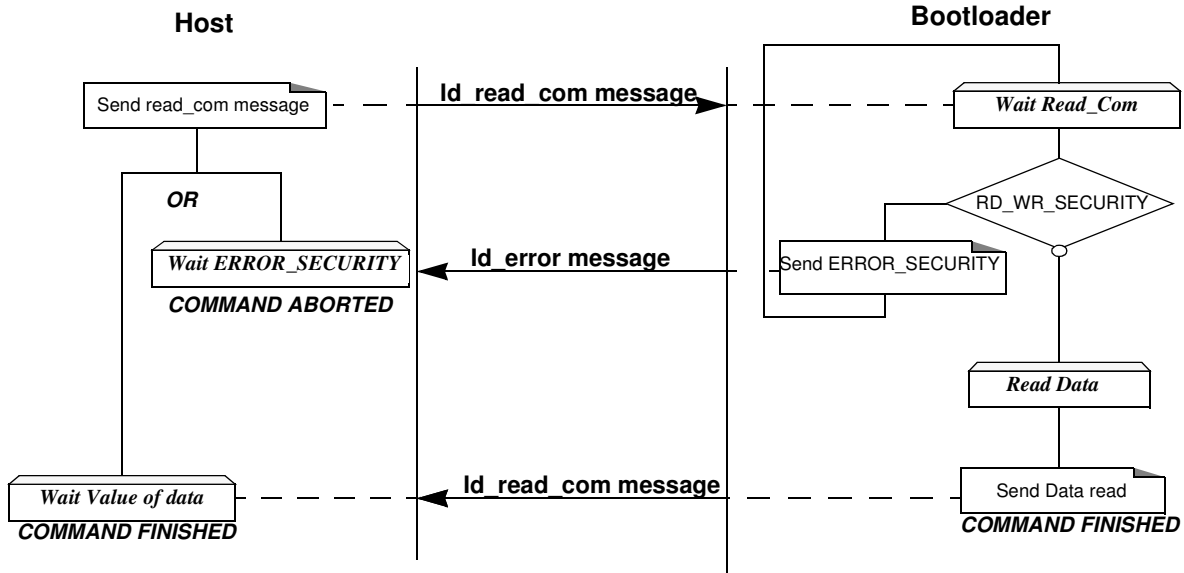 Host
Bootloader
Send read_com message
Id_read_com message
Wait Read_Com
OR
RD_WR_SECURITY
Wait ERROR_SECURITY
Id_error message
Send ERROR_SECURITY
COMMAND ABORTED
Read Data
Wait Value of data
Id_read_com message
Send Data read
COMMAND FINISHED
COMMAND FINISHED